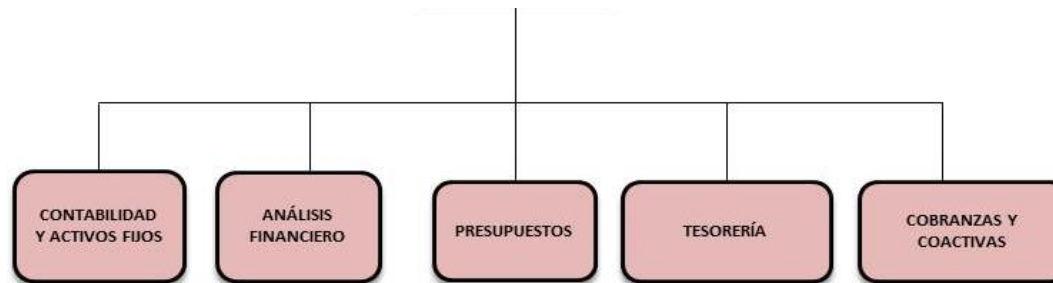 CONTABILIDAD
Y ACTIVOS FIJOS
ANÁLISIS
FINANCIERO
PRESUPUESTOS
TESORERÍA
COBRANZAS Y
COACTIVAS